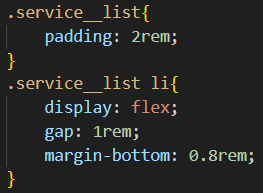 .service__list{
    padding: 2rem;
}
.service__list li{
    display: flex;
    gap: 1rem;
    margin-bottom: 0.8rem;
}